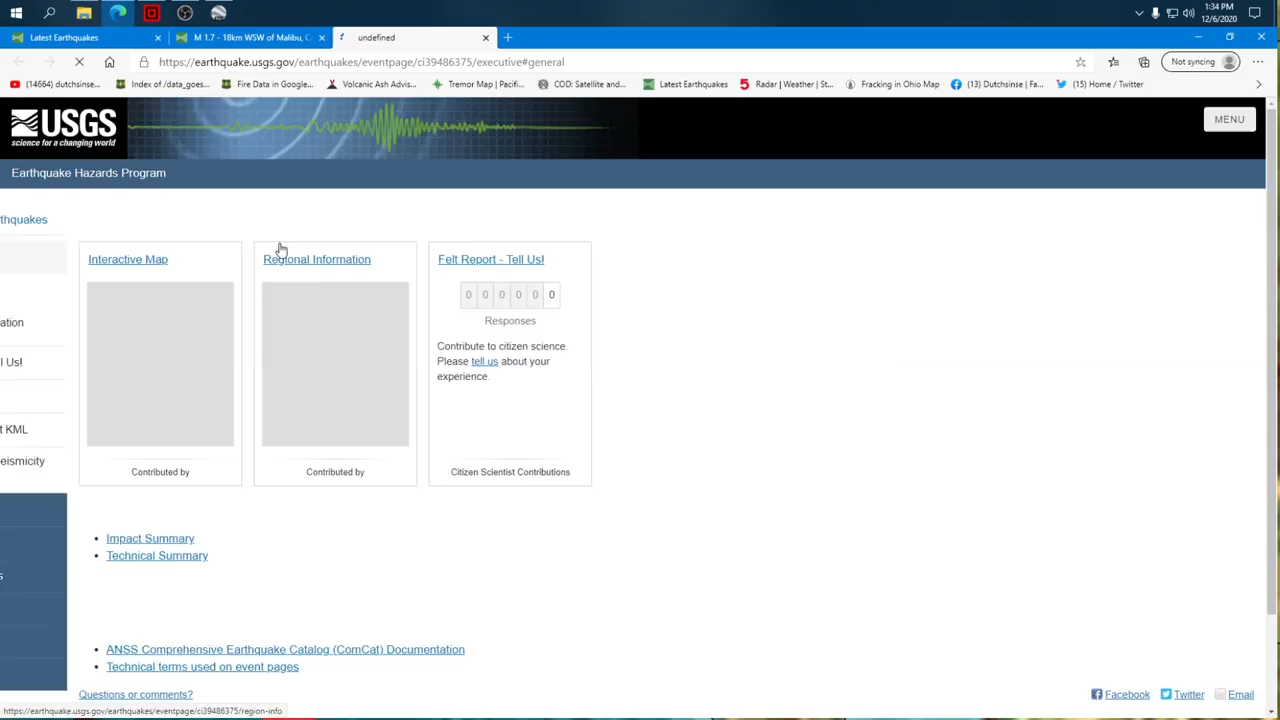 1:34 PM
12/6/2020
Latest Earthquakes
M 1.7 - 18km WSW of Malibu, C
undefined
https://earthquake.usgs.gov/earthquakes/eventpage/ci39486375/executive#general
Not syncing
(14664) dutchsinse...
Index of /data_goes...
Fire Data in Google...
Volcanic Ash Advis...
Tremor Map | Pacifi...
COD: Satellite and...
Latest Earthquakes
Radar | Weather | St...
Fracking in Ohio Map
(13) Dutchsinse | Fa...
(15) Home / Twitter
USGS
science for a changing world
MENU
Earthquake Hazards Program
thquakes
Interactive Map
Regional Information
Felt Report - Tell Us!
0 0 0 0 0 0
Responses
ation
Contribute to citizen science.
Please tell us about your
experience.
l Us!
t KML
eismicity
Contributed by
Contributed by
Citizen Scientist Contributions
• Impact Summary
• Technical Summary
s
• ANSS Comprehensive Earthquake Catalog (ComCat) Documentation
• Technical terms used on event pages
Questions or comments?
Facebook
Twitter
Email
https://earthquake.usgs.gov/earthquakes/eventpage/ci39486375/region-info